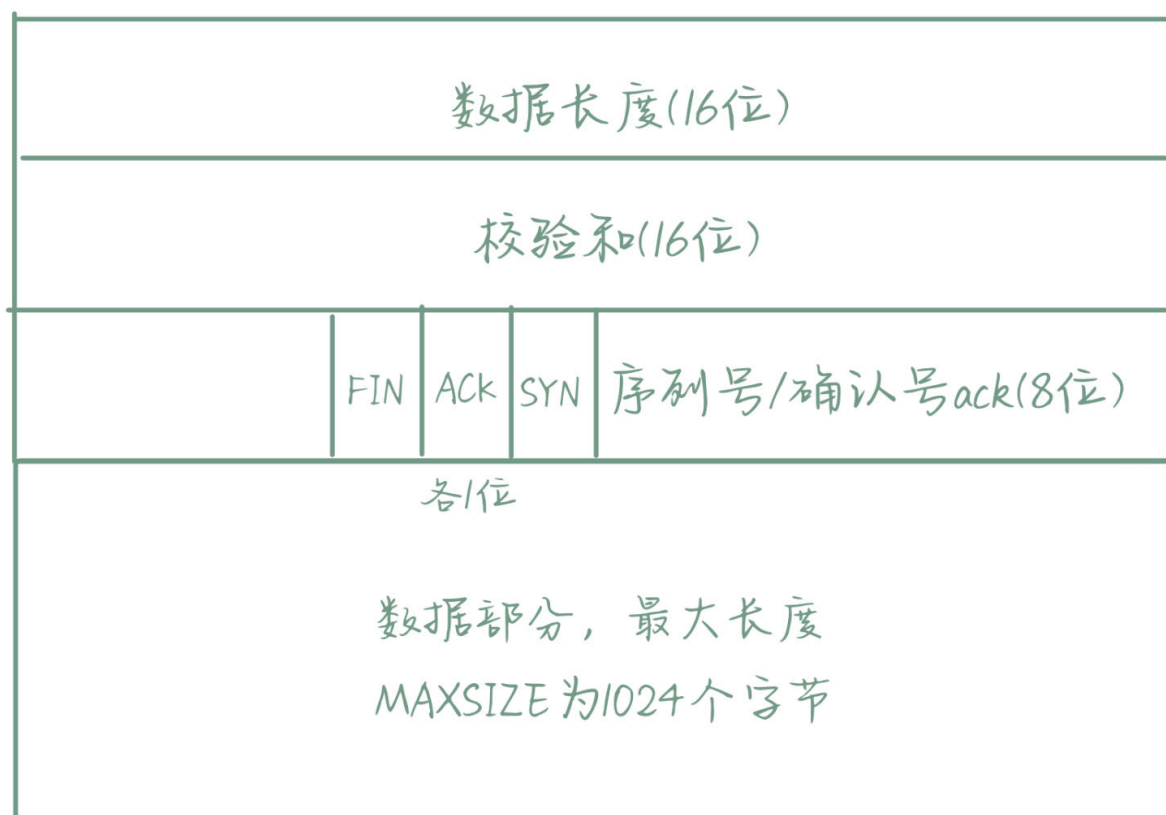 数据长度(16位)
校验和(16位)
FIN ACK SYN 序列号/确认号ack(8位)
各1位
数据部分，最大长度
MAXSIZE为1024个字节